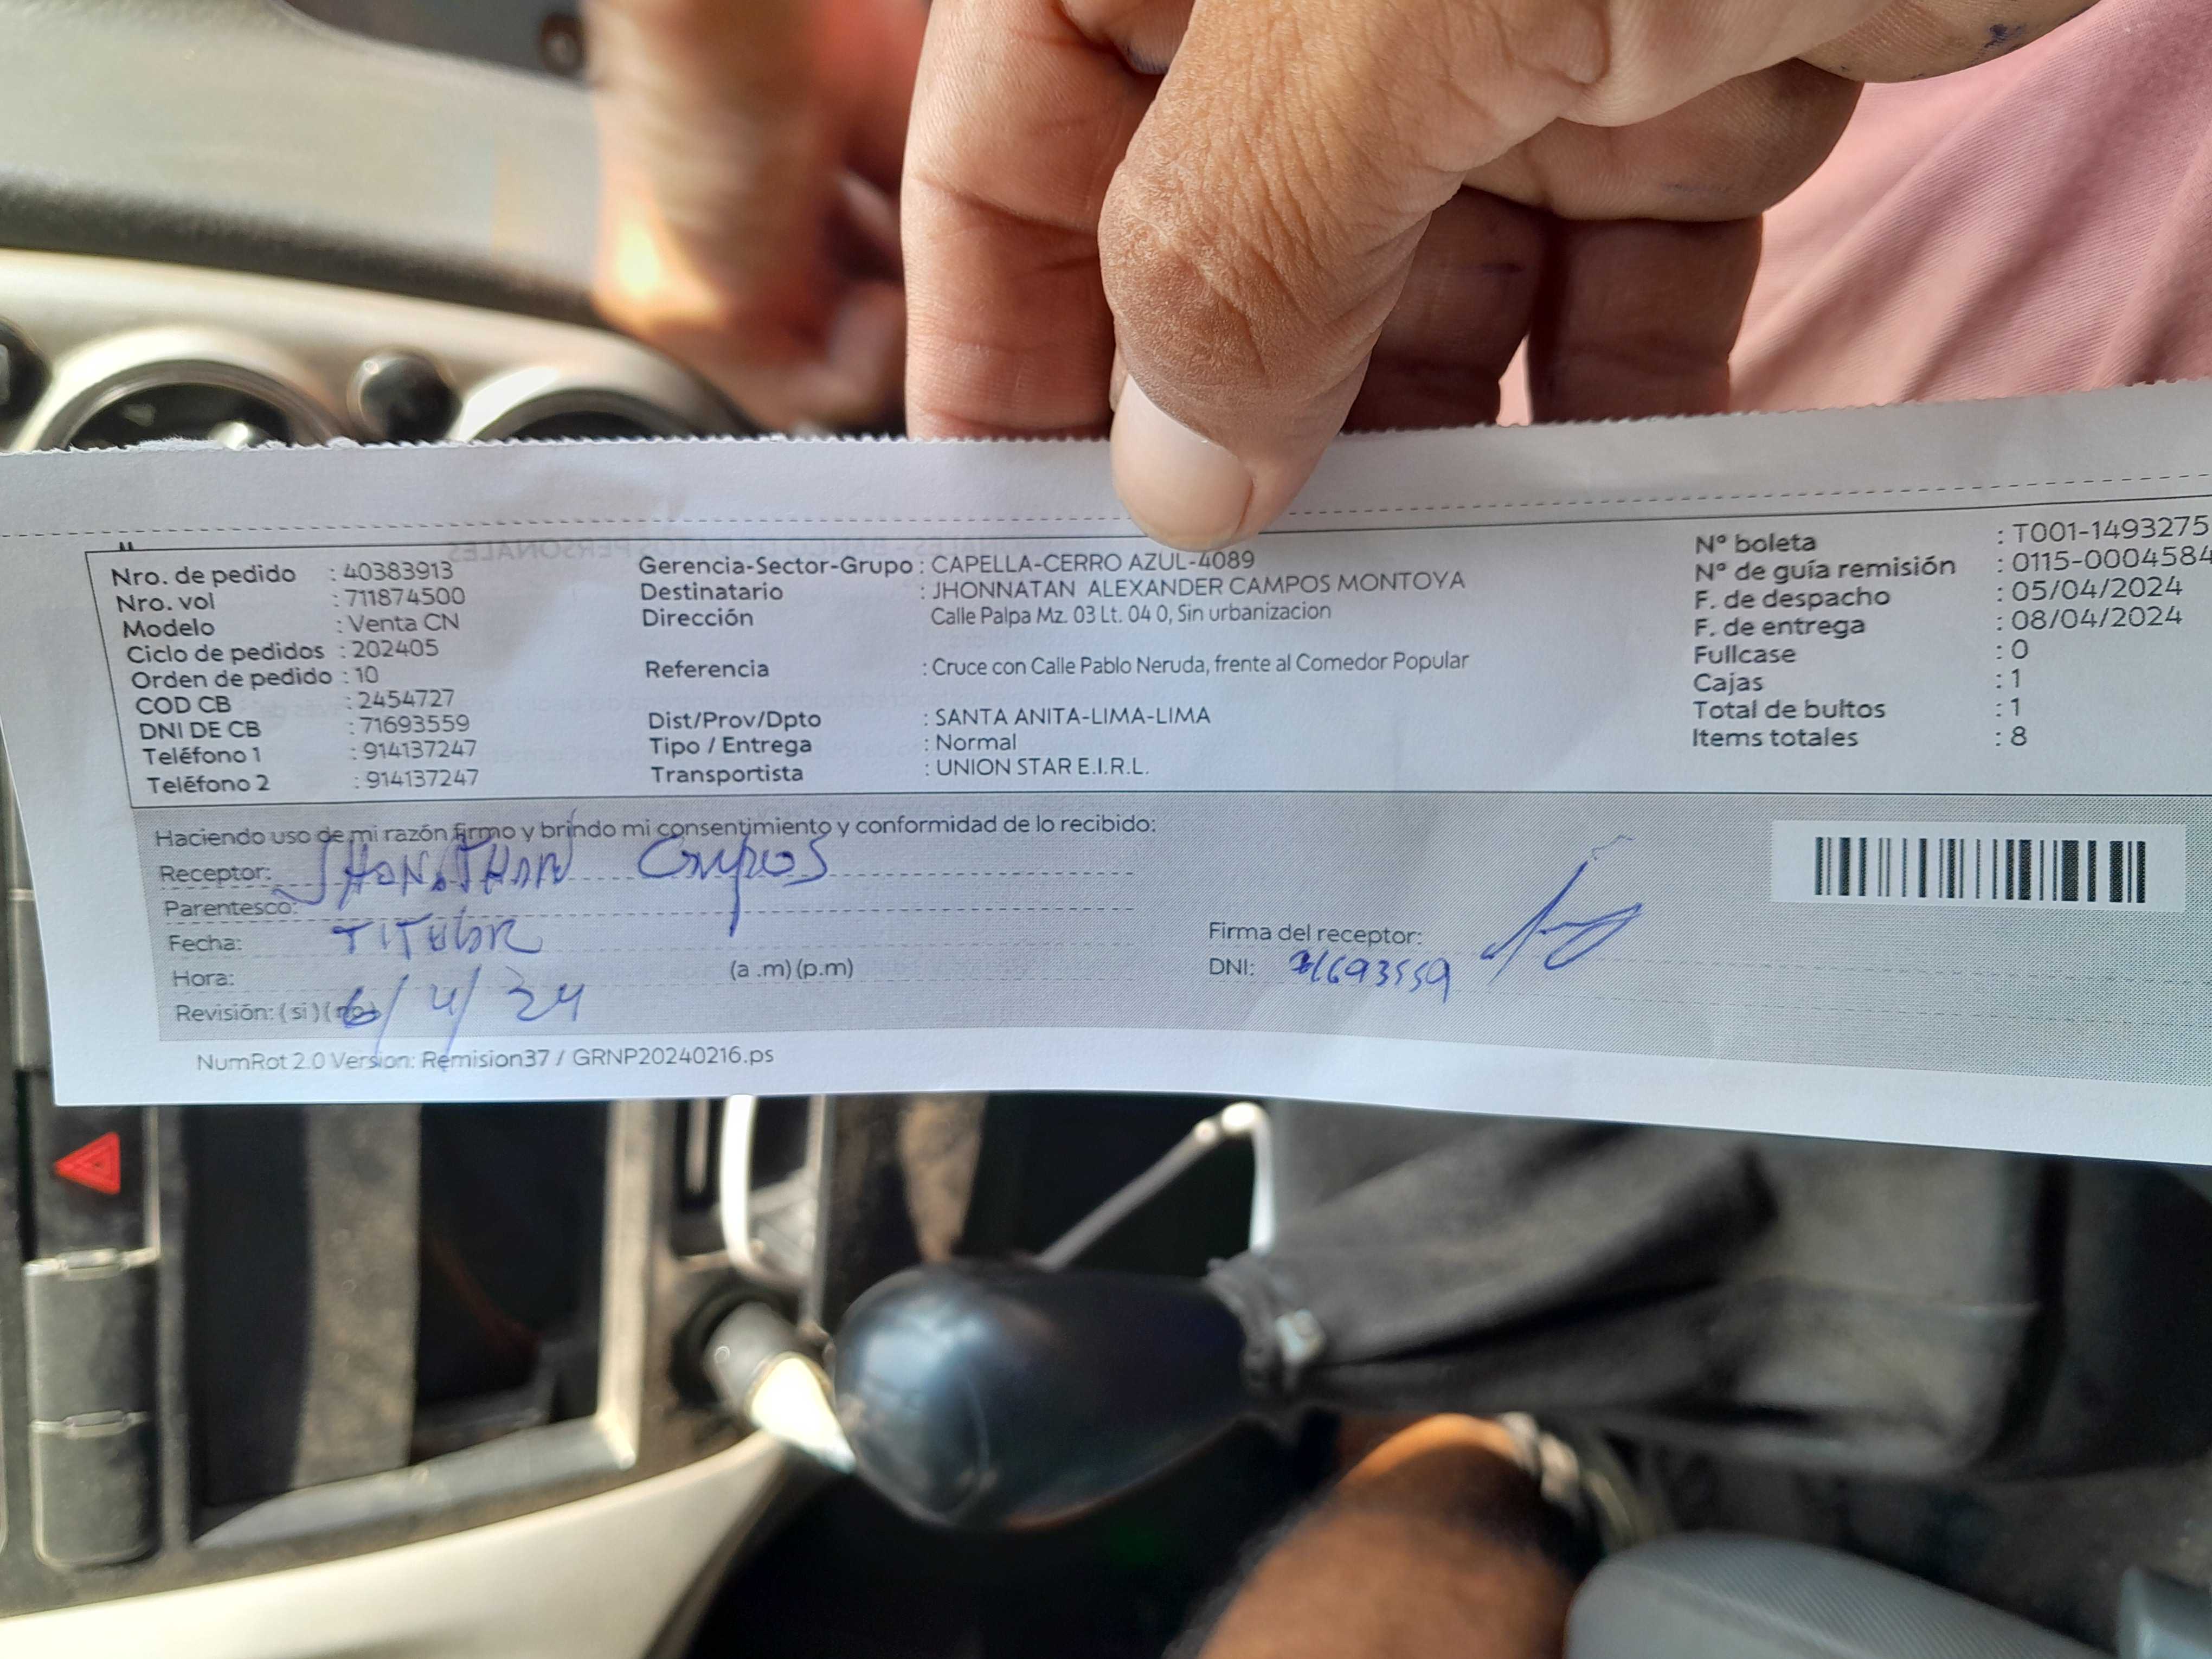 Nro. de pedido : 40383913
Nro. vol : 711874500
Modelo : Venta CN
Ciclo de pedidos : 202405
Orden de pedido : 10
COD CB : 2454727
DNI DE CB : 71693559
Teléfono 1 : 914137247
Teléfono 2 : 914137247
Gerencia-Sector-Grupo : CAPELLA-CERRO AZUL-4089
Destinatario : JHONNATAN ALEXANDER CAMPOS MONTOYA
Dirección Calle Palpa Mz. 03 Lt. 04 0, Sin urbanizacion
Referencia : Cruce con Calle Pablo Neruda, frente al Comedor Popular
Dist/Prov/Dpto : SANTA ANITA-LIMA-LIMA
Tipo / Entrega : Normal
Transportista : UNION STAR E.I.R.L.
Nº boleta : T001-1493275
Nº de guía remisión : 0115-0004584
F. de despacho : 05/04/2024
F. de entrega : 08/04/2024
Fullcase : 0
Cajas : 1
Total de bultos : 1
Items totales : 8
Haciendo uso de mi razón firmo y brindo mi consentimiento y conformidad de lo recibido:
Receptor: JHONATHAN Campos
Parentesco:
Fecha: TITULAR
Hora: (a .m) (p.m)
Revisión: (si) (no) 6/4/24
Firma del receptor:
DNI: 71693559
NumRot 2.0 Version: Remision37 / GRNP20240216.ps